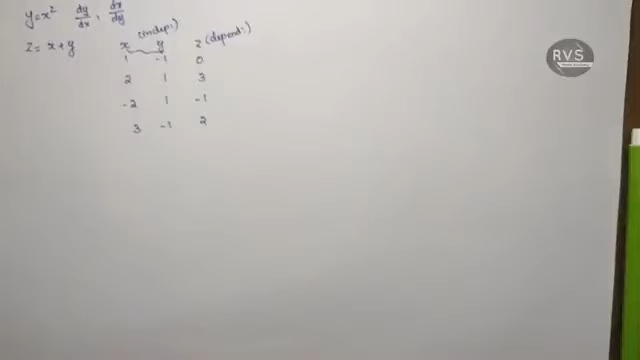 y = x² dy/dx , dx/dy
(indep:)
z = x + y x y z (depend:)
1 -1 0
2 1 3
-2 1 -1
3 -1 2
RVS